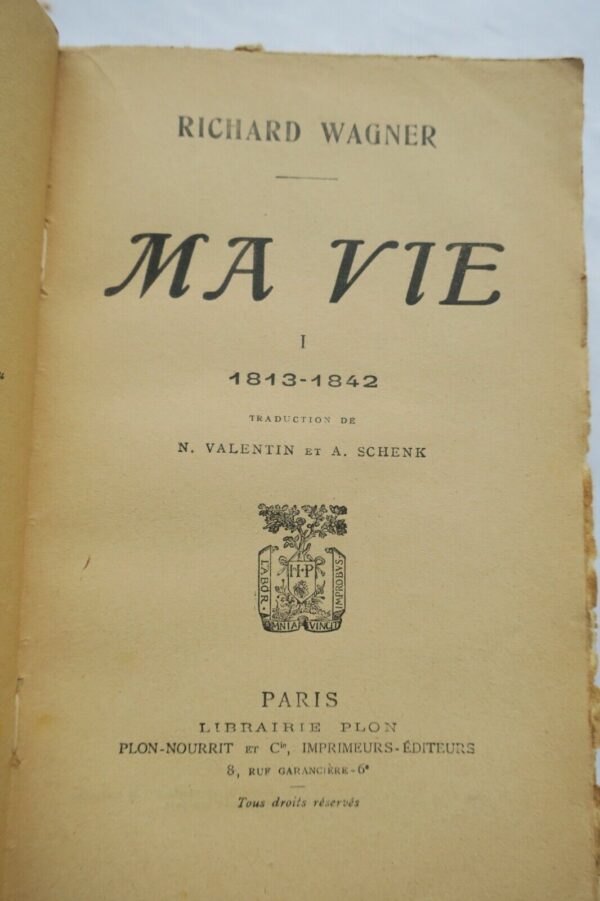 RICHARD WAGNER
MA VIE
I
1813-1842
TRADUCTION DE
N. VALENTIN ET A. SCHENK
H·P
LABOR·
OMNIA VINCIT
IMPROBVS·
PARIS
LIBRAIRIE PLON
PLON-NOURRIT ET Cie, IMPRIMEURS-ÉDITEURS
8, RUE GARANCIÈRE-6e
Tous droits réservés